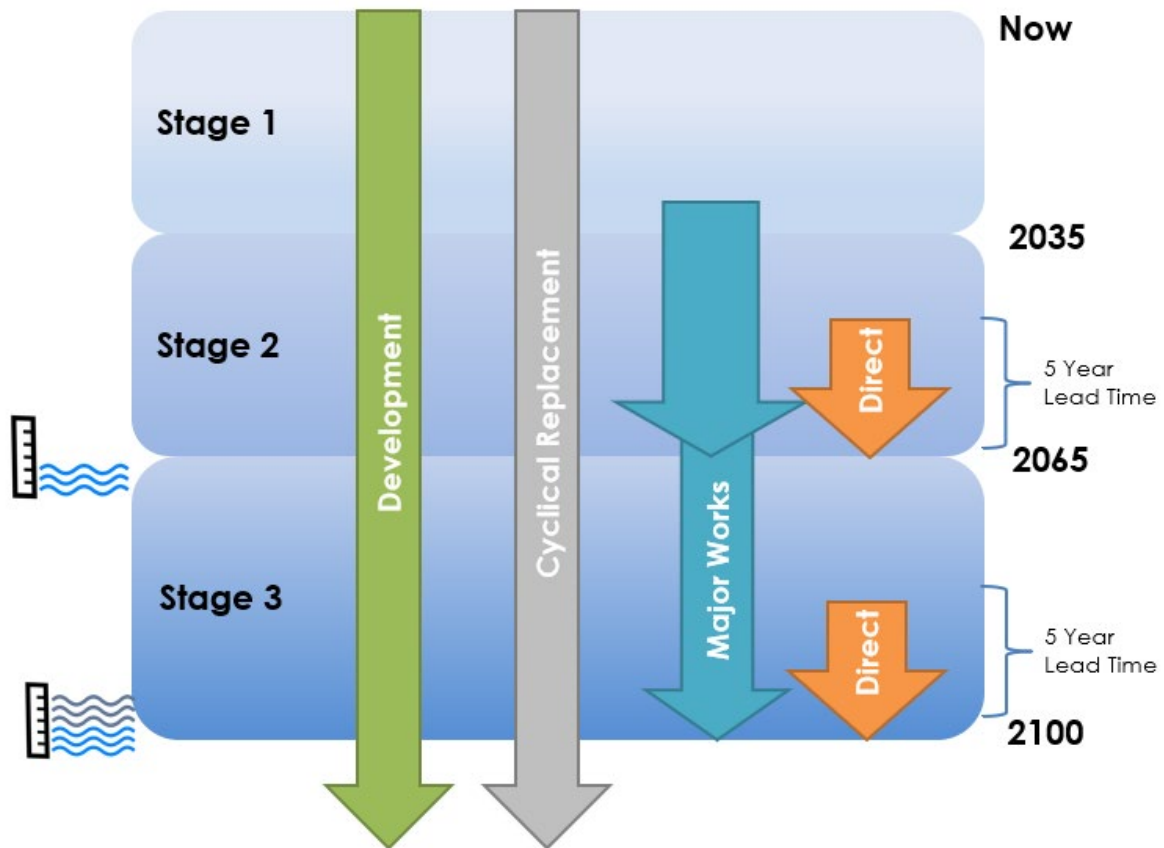 Now
Stage 1
2035
Development
Cyclical Replacement
Stage 2
Direct
5 Year
Lead Time
2065
Major Works
Stage 3
Direct
5 Year
Lead Time
2100